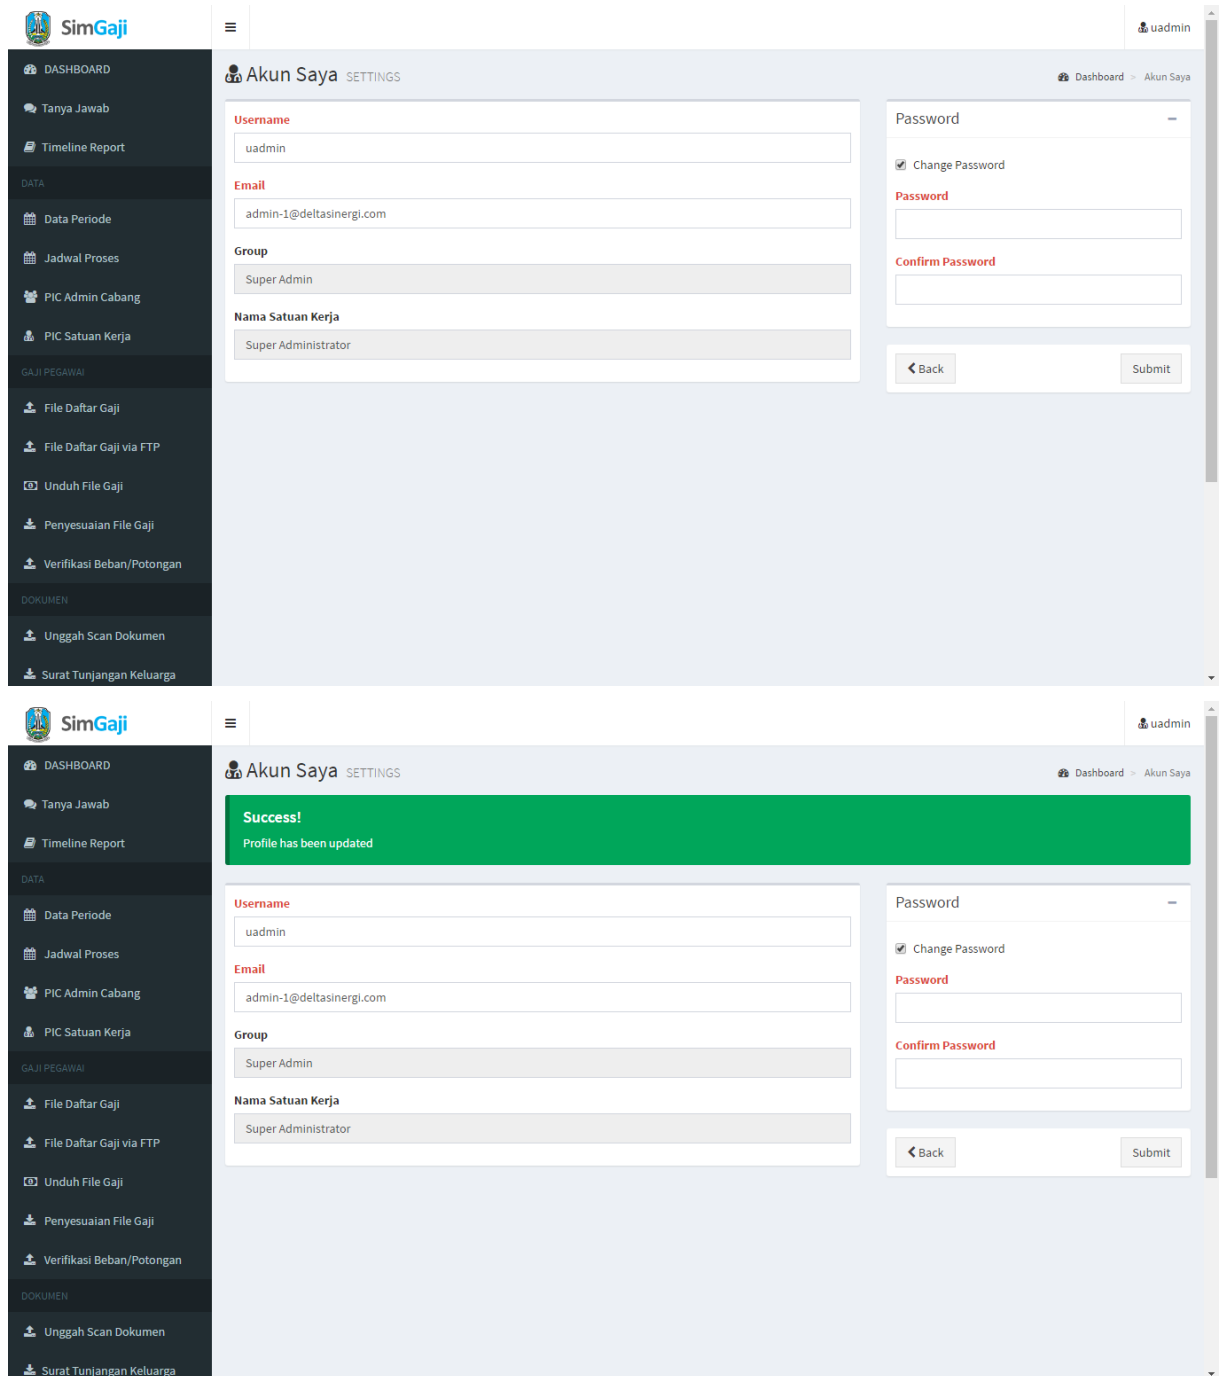 SimGaji
uadmin
DASHBOARD
Tanya Jawab
Timeline Report
DATA
Data Periode
Jadwal Proses
PIC Admin Cabang
PIC Satuan Kerja
GAJI PEGAWAI
File Daftar Gaji
File Daftar Gaji via FTP
Unduh File Gaji
Penyesuaian File Gaji
Verifikasi Beban/Potongan
DOKUMEN
Unggah Scan Dokumen
Surat Tunjangan Keluarga
Akun Saya SETTINGS
Dashboard > Akun Saya
Username
uadmin
Email
admin-1@deltasinergi.com
Group
Super Admin
Nama Satuan Kerja
Super Administrator
Password
Change Password
Password
Confirm Password
Back
Submit
SimGaji
uadmin
DASHBOARD
Tanya Jawab
Timeline Report
DATA
Data Periode
Jadwal Proses
PIC Admin Cabang
PIC Satuan Kerja
GAJI PEGAWAI
File Daftar Gaji
File Daftar Gaji via FTP
Unduh File Gaji
Penyesuaian File Gaji
Verifikasi Beban/Potongan
DOKUMEN
Unggah Scan Dokumen
Surat Tunjangan Keluarga
Akun Saya SETTINGS
Dashboard > Akun Saya
Success!
Profile has been updated
Username
uadmin
Email
admin-1@deltasinergi.com
Group
Super Admin
Nama Satuan Kerja
Super Administrator
Password
Change Password
Password
Confirm Password
Back
Submit